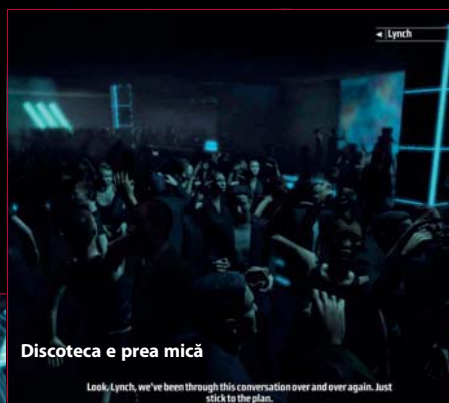 ◄ Lynch
Discoteca e prea mică
Look, Lynch, we've been through this conversation over and over again. Just
stick to the plan.